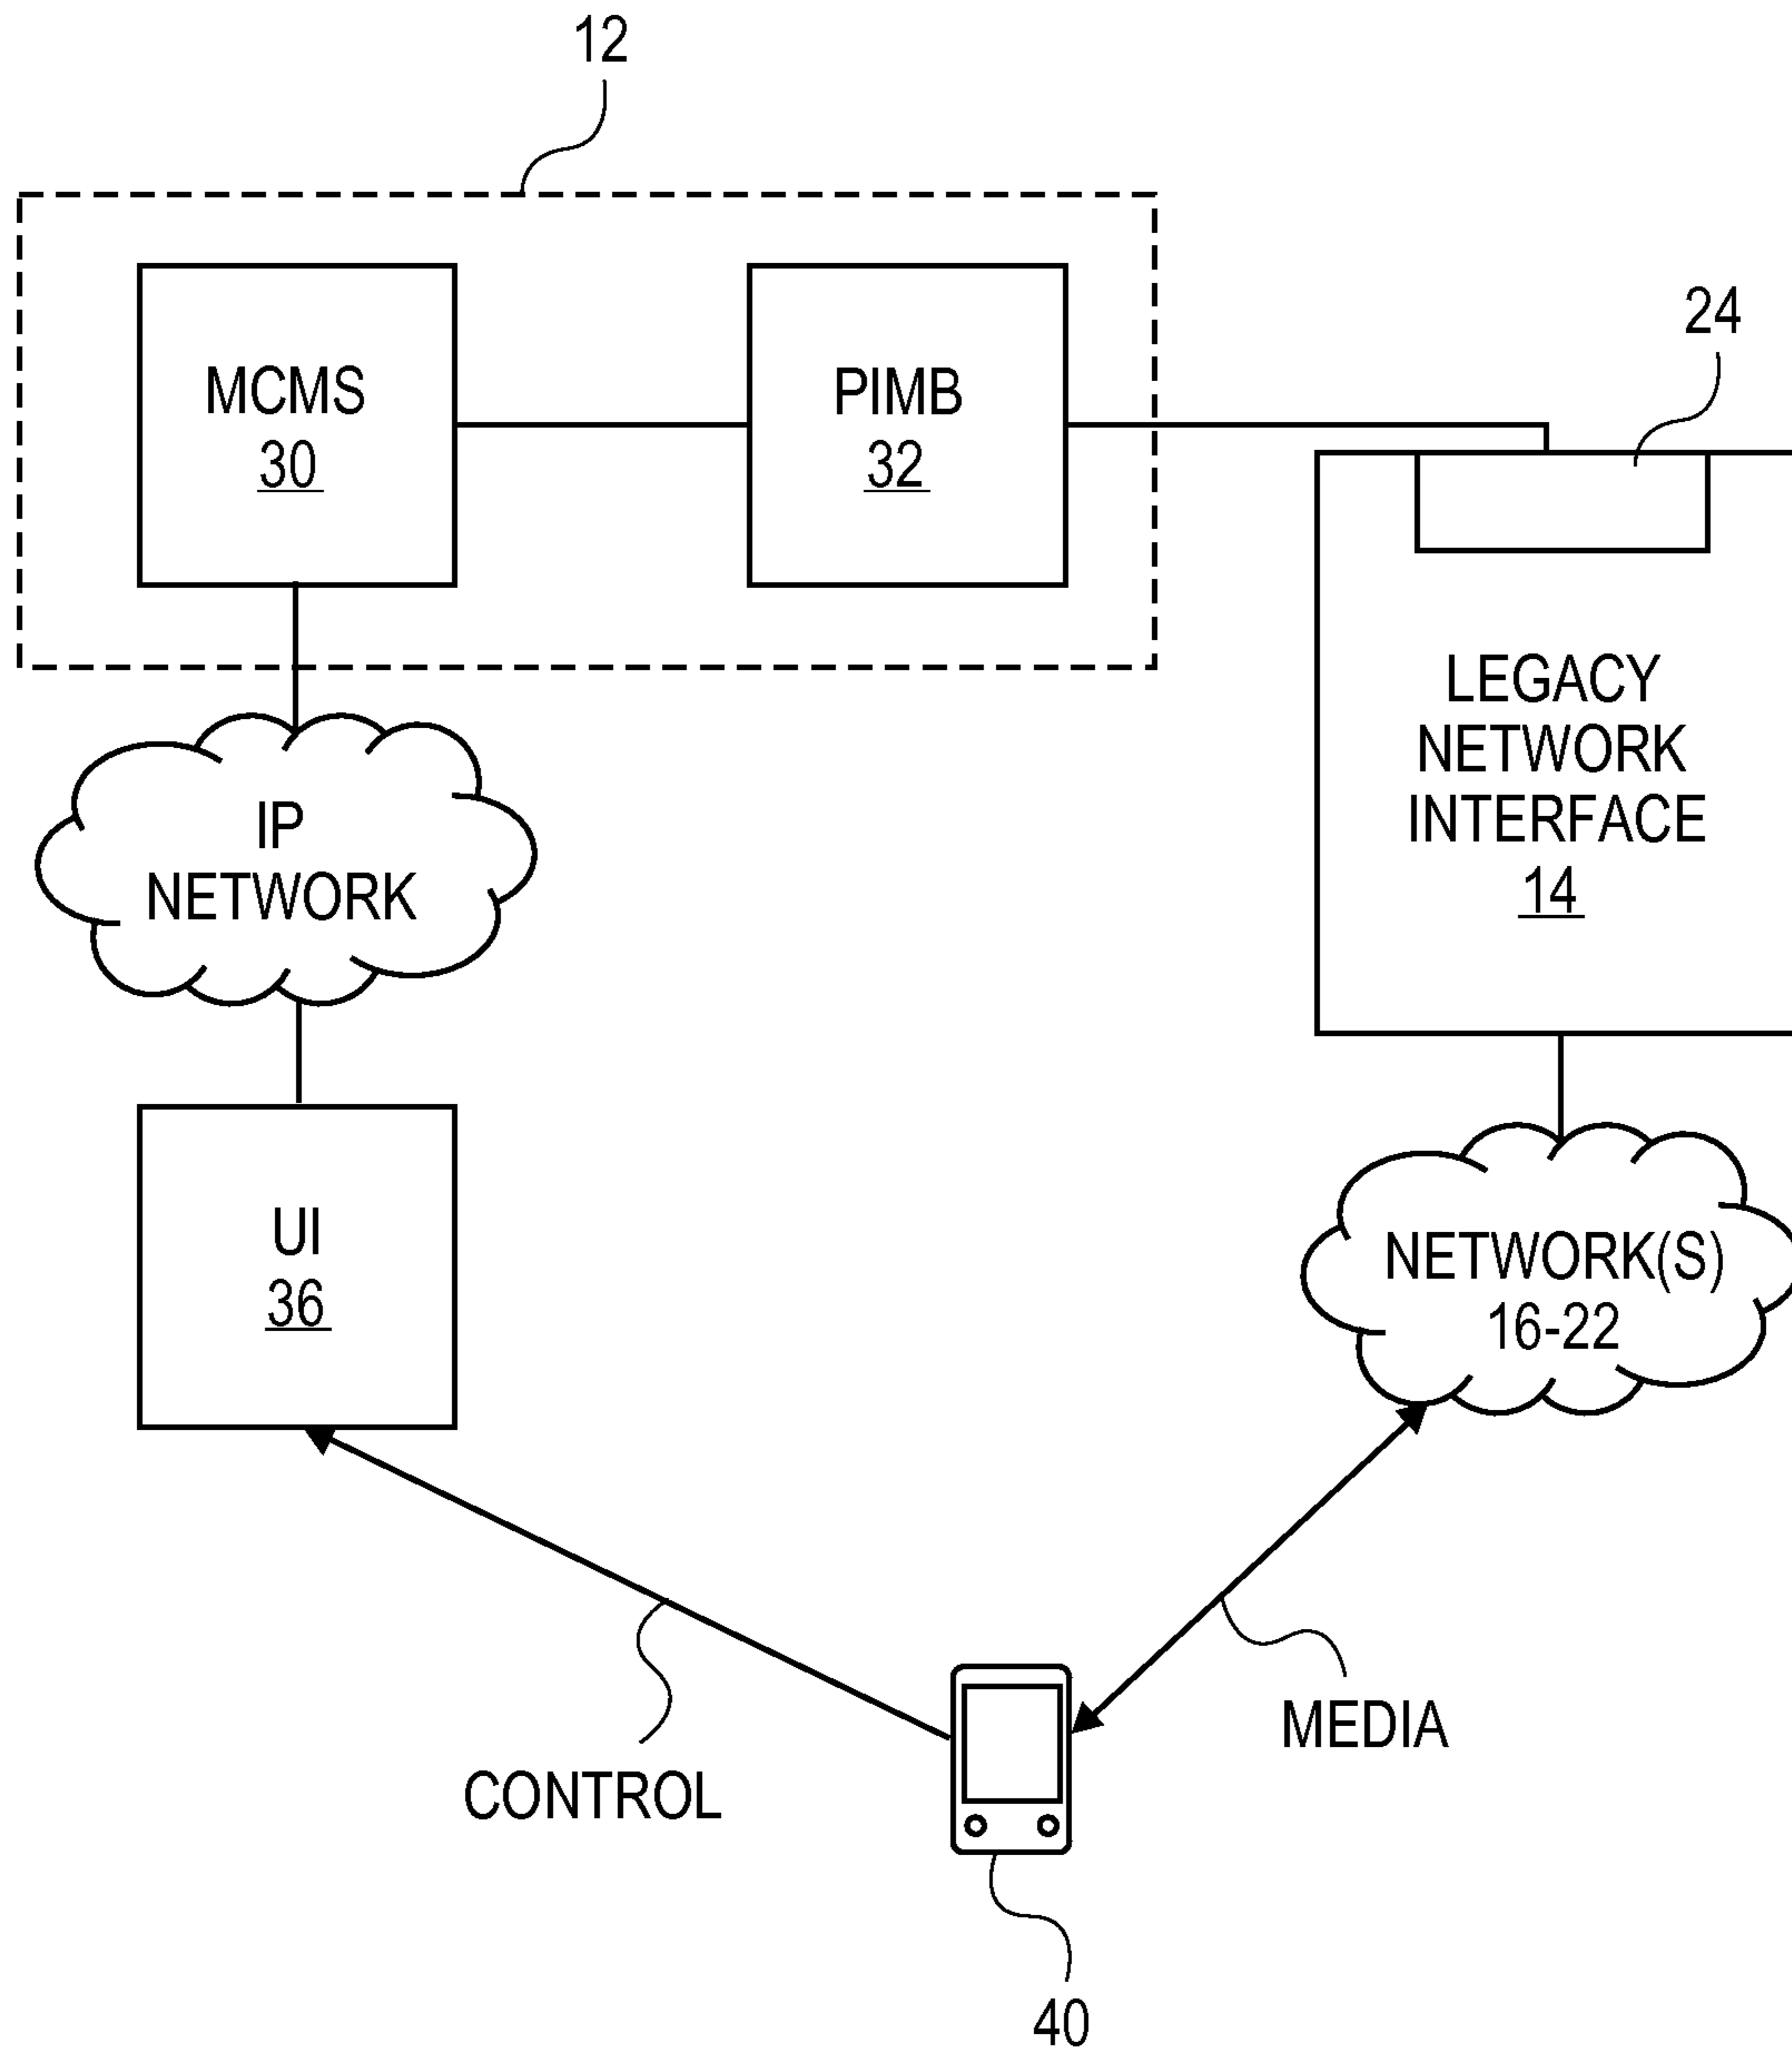 12
24
MCMS
30
PIMB
32
LEGACY
NETWORK
INTERFACE
14
IP
NETWORK
UI
36
NETWORK(S)
16-22
MEDIA
CONTROL
40